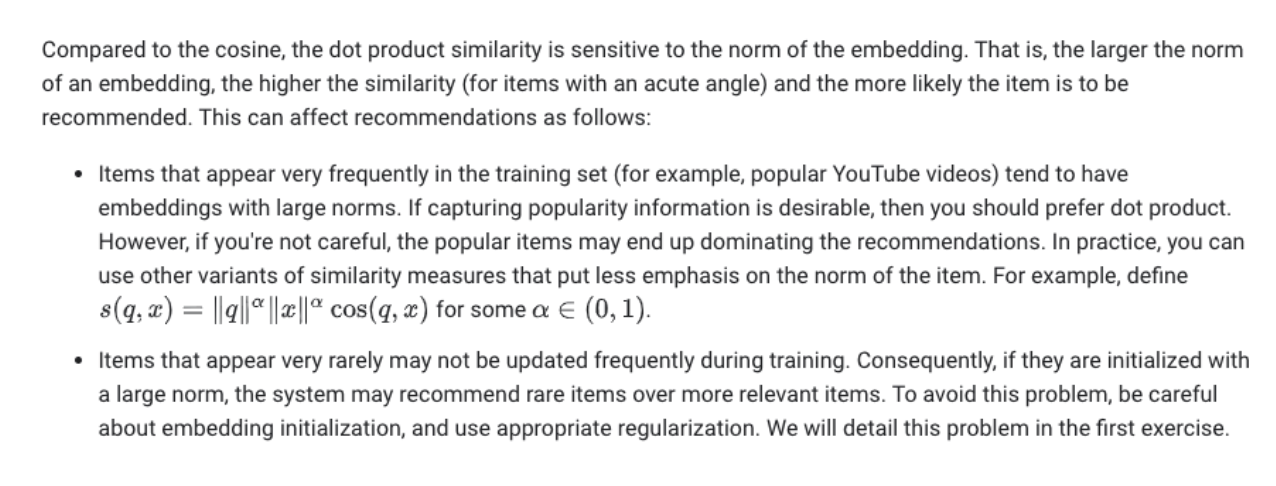 Compared to the cosine, the dot product similarity is sensitive to the norm of the embedding. That is, the larger the norm
of an embedding, the higher the similarity (for items with an acute angle) and the more likely the item is to be
recommended. This can affect recommendations as follows:
• Items that appear very frequently in the training set (for example, popular YouTube videos) tend to have
embeddings with large norms. If capturing popularity information is desirable, then you should prefer dot product.
However, if you're not careful, the popular items may end up dominating the recommendations. In practice, you can
use other variants of similarity measures that put less emphasis on the norm of the item. For example, define
s(q, x) = ‖q‖^α ‖x‖^α cos(q, x) for some α ∈ (0, 1).
• Items that appear very rarely may not be updated frequently during training. Consequently, if they are initialized with
a large norm, the system may recommend rare items over more relevant items. To avoid this problem, be careful
about embedding initialization, and use appropriate regularization. We will detail this problem in the first exercise.